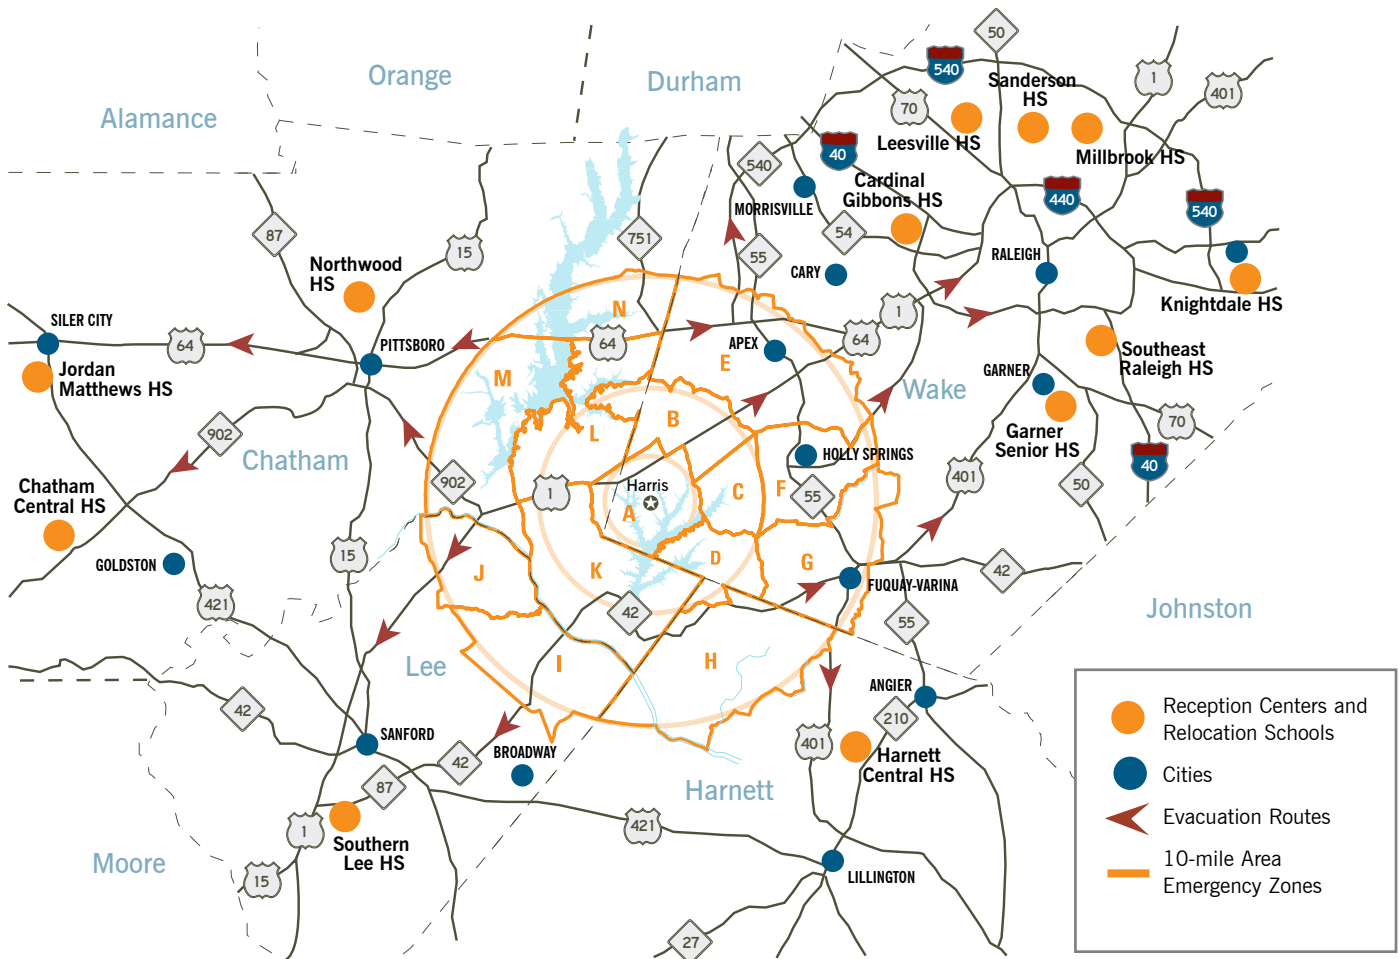 Orange
Durham
Alamance
50
540
Sanderson
HS
1
401
70
Leesville HS
Millbrook HS
40
540
Cardinal
Gibbons HS
440
540
MORRISVILLE
87
15
751
54
55
CARY
RALEIGH
Northwood
HS
Knightdale HS
N
1
SILER CITY
64
PITTSBORO
64
APEX
64
E
Southeast
Raleigh HS
Jordan
Matthews HS
M
GARNER
Wake
902
B
L
Garner
Senior HS
70
Chatham
HOLLY SPRINGS
40
Chatham
Central HS
902
1
Harris
A
C
F
55
401
50
GOLDSTON
15
J
K
D
G
FUQUAY-VARINA
42
421
42
55
Johnston
Lee
I
H
ANGIER
42
210
SANFORD
BROADWAY
42
401
Harnett
Central HS
87
Harnett
1
Southern
Lee HS
421
Moore
15
LILLINGTON
27
Reception Centers and
Relocation Schools
Cities
Evacuation Routes
10-mile Area
Emergency Zones